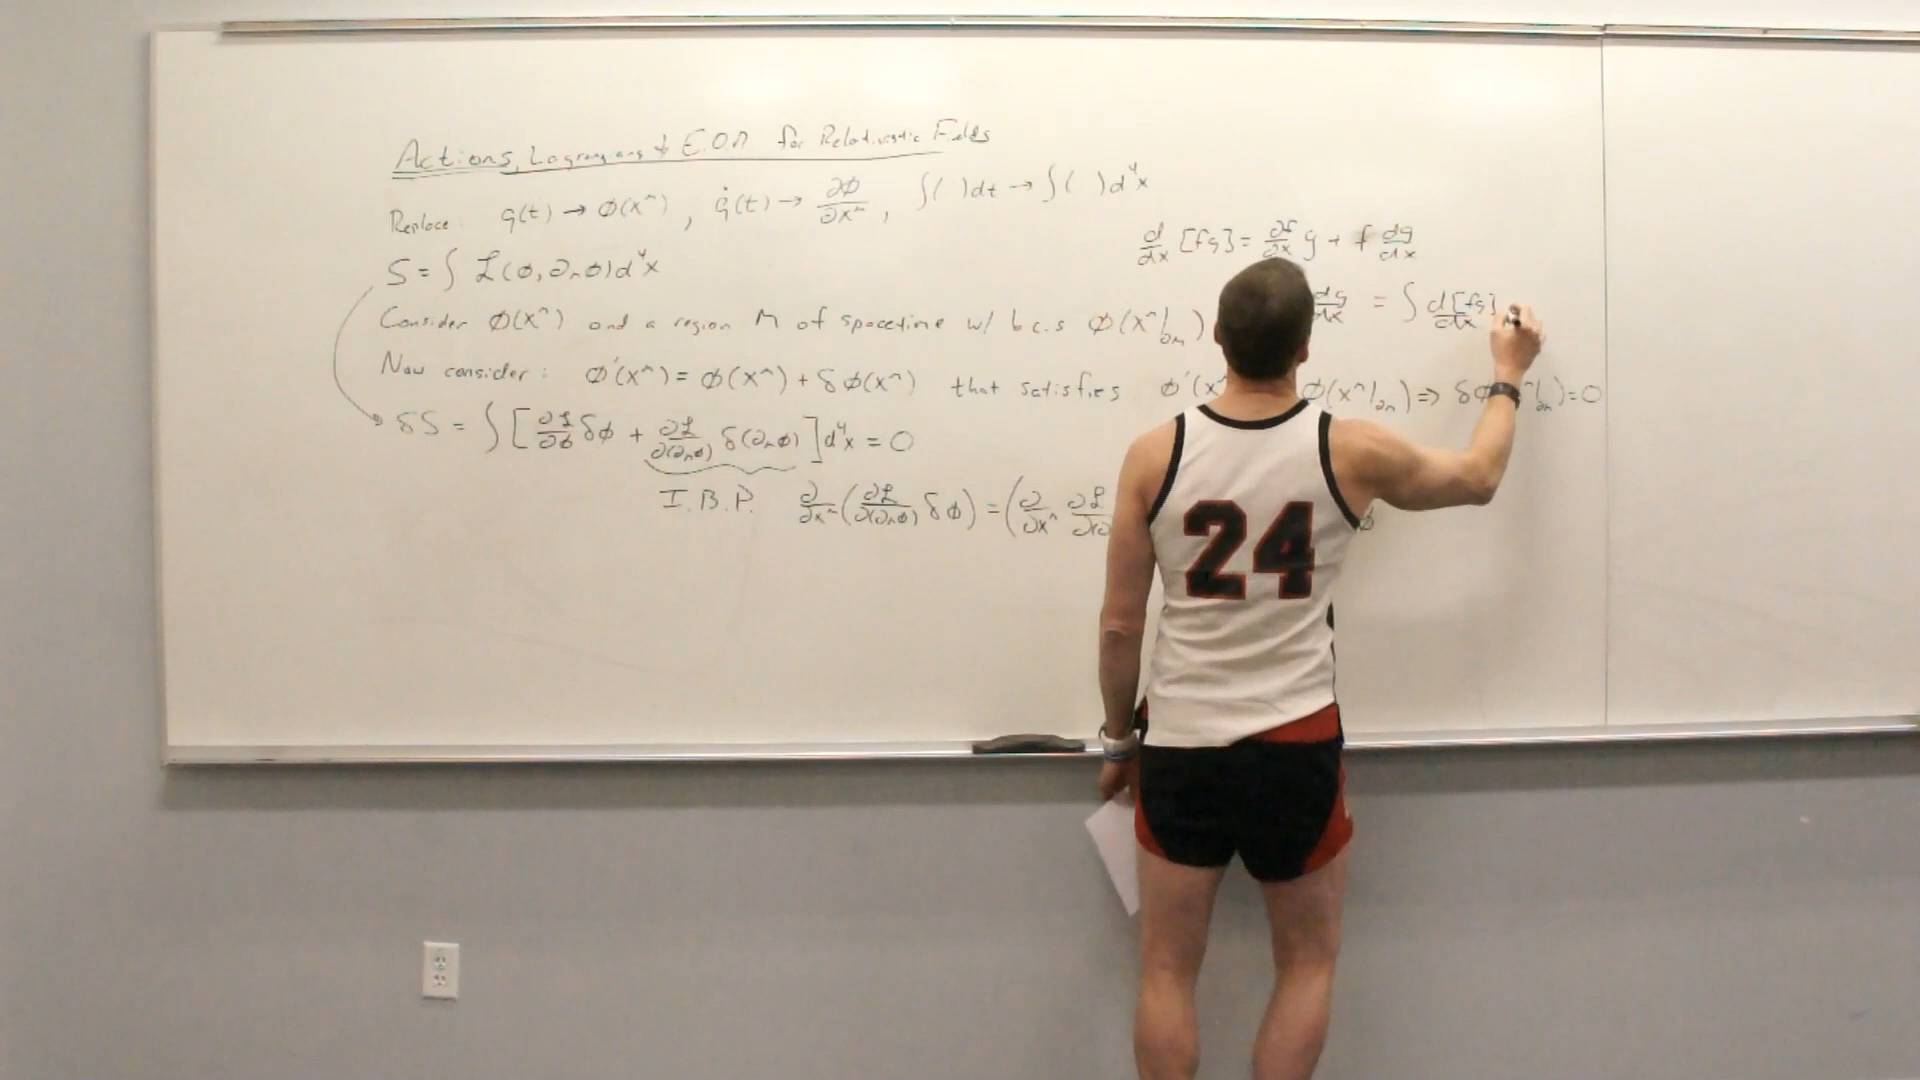 Actions, Lagrangians & E.O.M for Relativistic Fields
Replace: q(t) → ϕ(x^μ), q̇(t) → ∂ϕ/∂x^μ, ∫( )dt → ∫( )d⁴x
d/dx [fg] = ∂f/∂x g + f dg/dx
S = ∫ ℒ(ϕ, ∂_μϕ)d⁴x
dg/dx = ∫ d[fg]/dx
Consider ϕ(x^μ) and a region M of spacetime w/ b.c.s ϕ(x^μ|_∂M)
Now consider: ϕ'(x^μ) = ϕ(x^μ) + δϕ(x^μ) that satisfies ϕ'(x^μ ϕ(x^μ|_∂M) ⇒ δϕ |_∂M) = 0
δS = ∫ [∂ℒ/∂ϕ δϕ + ∂ℒ/∂(∂_μϕ) δ(∂_μϕ)] d⁴x = 0
I.B.P. ∂/∂x^μ (∂ℒ/∂(∂_μϕ) δϕ) = (∂/∂x^μ ∂ℒ/∂(∂ ϕ
24